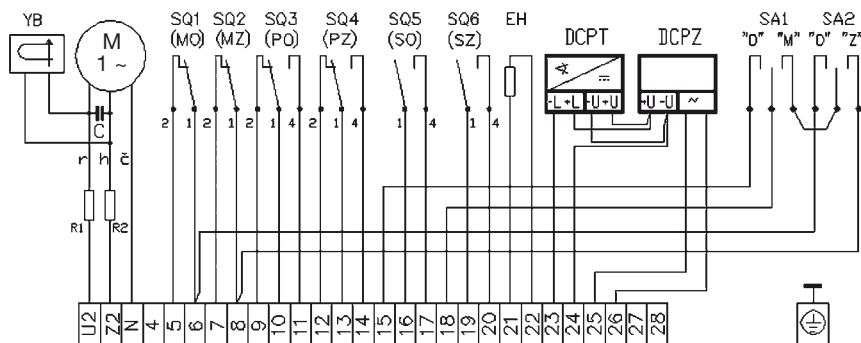 YB
M
1 ~
SQ1 SQ2 SQ3 SQ4 SQ5 SQ6 EH DCPT DCPZ SA1 SA2
(MO) (MZ) (PO) (PZ) (SO) (SZ)
"D" "M" "O" "Z"
-L +L -U +U +U -U ~
C
2 1 2 1 2 1 4 2 1 4 1 4 1 4
r h č
R1 R2
U2 Z2 N 4 5 6 7 8 9 10 11 12 13 14 15 16 17 18 19 20 21 22 23 24 25 26 27 28